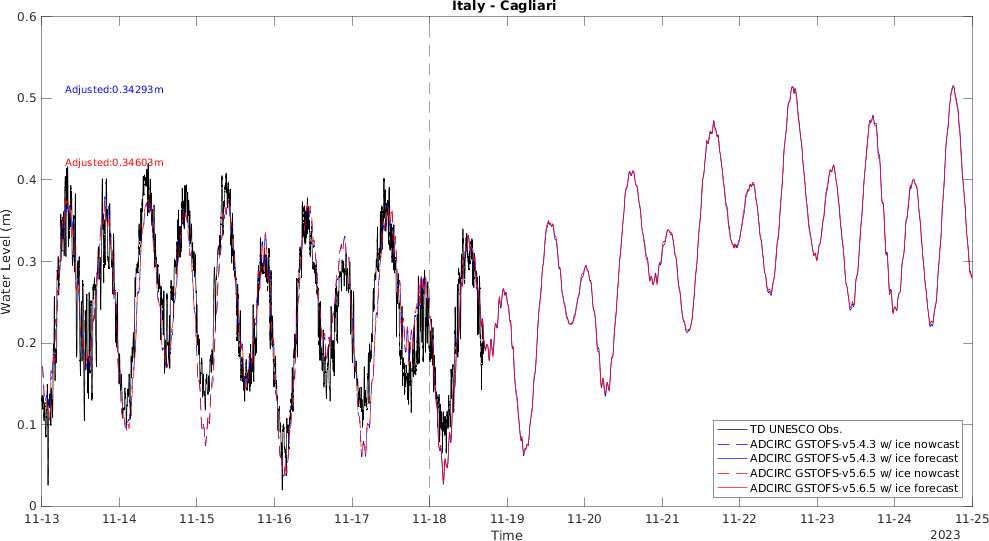 Italy - Cagliari
0.6
0.5
0.4
0.3
0.2
0.1
0
Water Level (m)
Adjusted:0.34293m
Adjusted:0.34603m
TD UNESCO Obs.
ADCIRC GSTOFS-v5.4.3 w/ ice nowcast
ADCIRC GSTOFS-v5.4.3 w/ ice forecast
ADCIRC GSTOFS-v5.6.5 w/ ice nowcast
ADCIRC GSTOFS-v5.6.5 w/ ice forecast
11-13 11-14 11-15 11-16 11-17 11-18 11-19 11-20 11-21 11-22 11-23 11-24 11-25
Time
2023